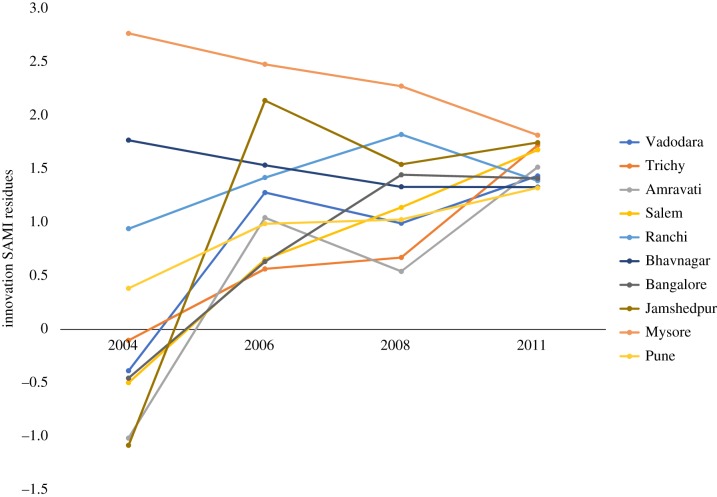 3.0
2.5
2.0
1.5
1.0
0.5
0
–0.5
–1.0
–1.5
innovation SAMI residues
2004
2006
2008
2011
Vadodara
Trichy
Amravati
Salem
Ranchi
Bhavnagar
Bangalore
Jamshedpur
Mysore
Pune